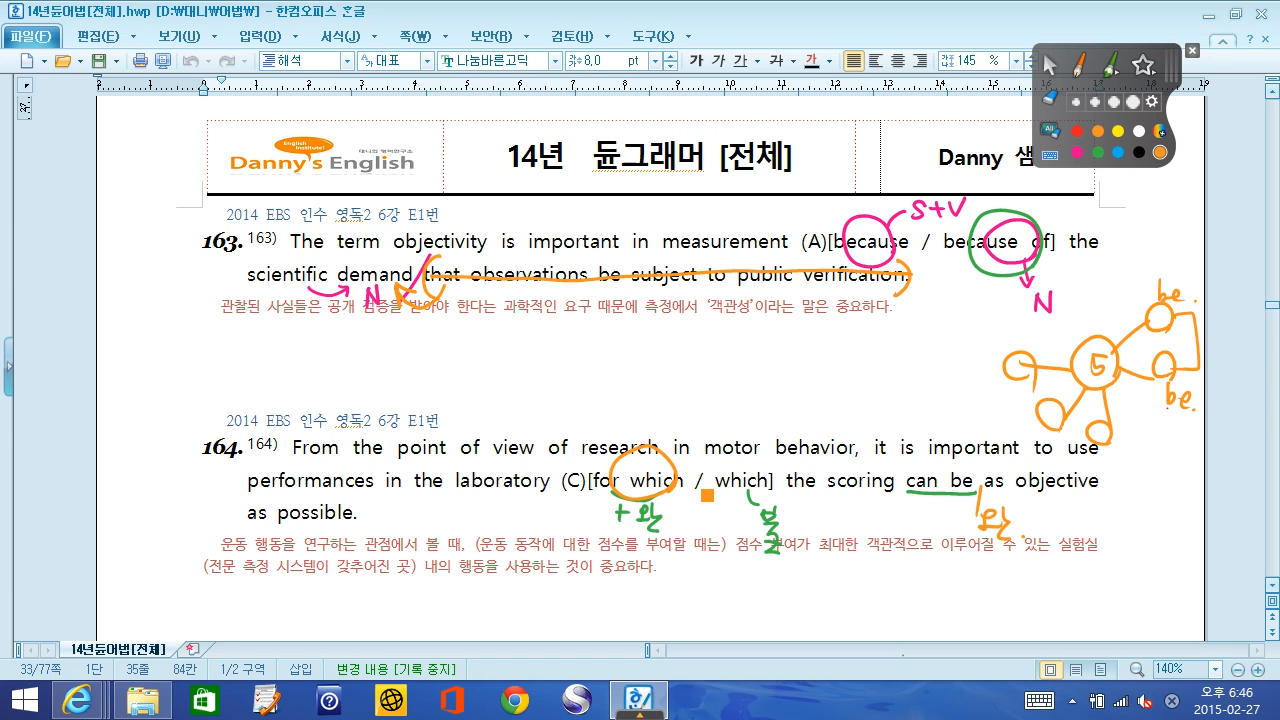 14년듄어법[전체].hwp [D:₩대니₩어법₩] - 한컴오피스 흔글
파일(F) 편집(E) 보기(U) 입력(D) 서식(J) 쪽(W) 보안(B) 검토(H) 도구(K)
해석 대표 나눔바른고딕 8,0 pt 가 가 가 가 가 145 %
English Institute!
Danny's English
14년 듄그래머 [전체]
Danny 샘
2014 EBS 인수 영독2 6강 E1번
S+V
163. 163) The term objectivity is important in measurement (A)[because / because of] the
scientific demand that observations be subject to public verification.
N
N
관찰된 사실들은 공개 검증을 받아야 한다는 과학적인 요구 때문에 측정에서 ‘객관성’이라는 말은 중요하다.
be.
5
be.
2014 EBS 인수 영독2 6강 E1번
164. 164) From the point of view of research in motor behavior, it is important to use
performances in the laboratory (C)[for which / which] the scoring can be as objective
as possible.
+완
불
완.
운동 행동을 연구하는 관점에서 볼 때, (운동 동작에 대한 점수를 부여할 때는) 점수 부여가 최대한 객관적으로 이루어질 수 있는 실험실
(전문 측정 시스템이 갖추어진 곳) 내의 행동을 사용하는 것이 중요하다.
14년듄어법[전체]
33/77쪽 1단 35줄 84칸 1/2 구역 삽입 변경 내용 [기록 중지] 140%
오후 6:46
2015-02-27